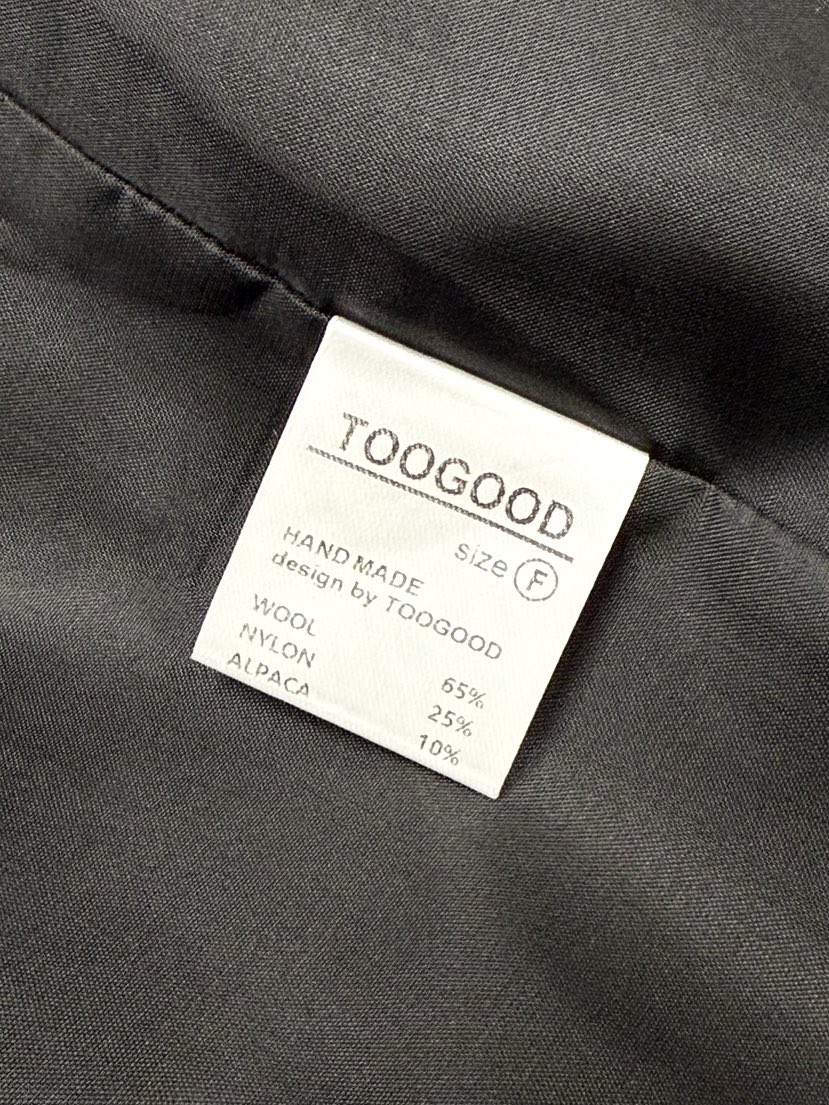 TOOGOOD
size F
HAND MADE
design by TOOGOOD
WOOL 65%
NYLON 25%
ALPACA 10%